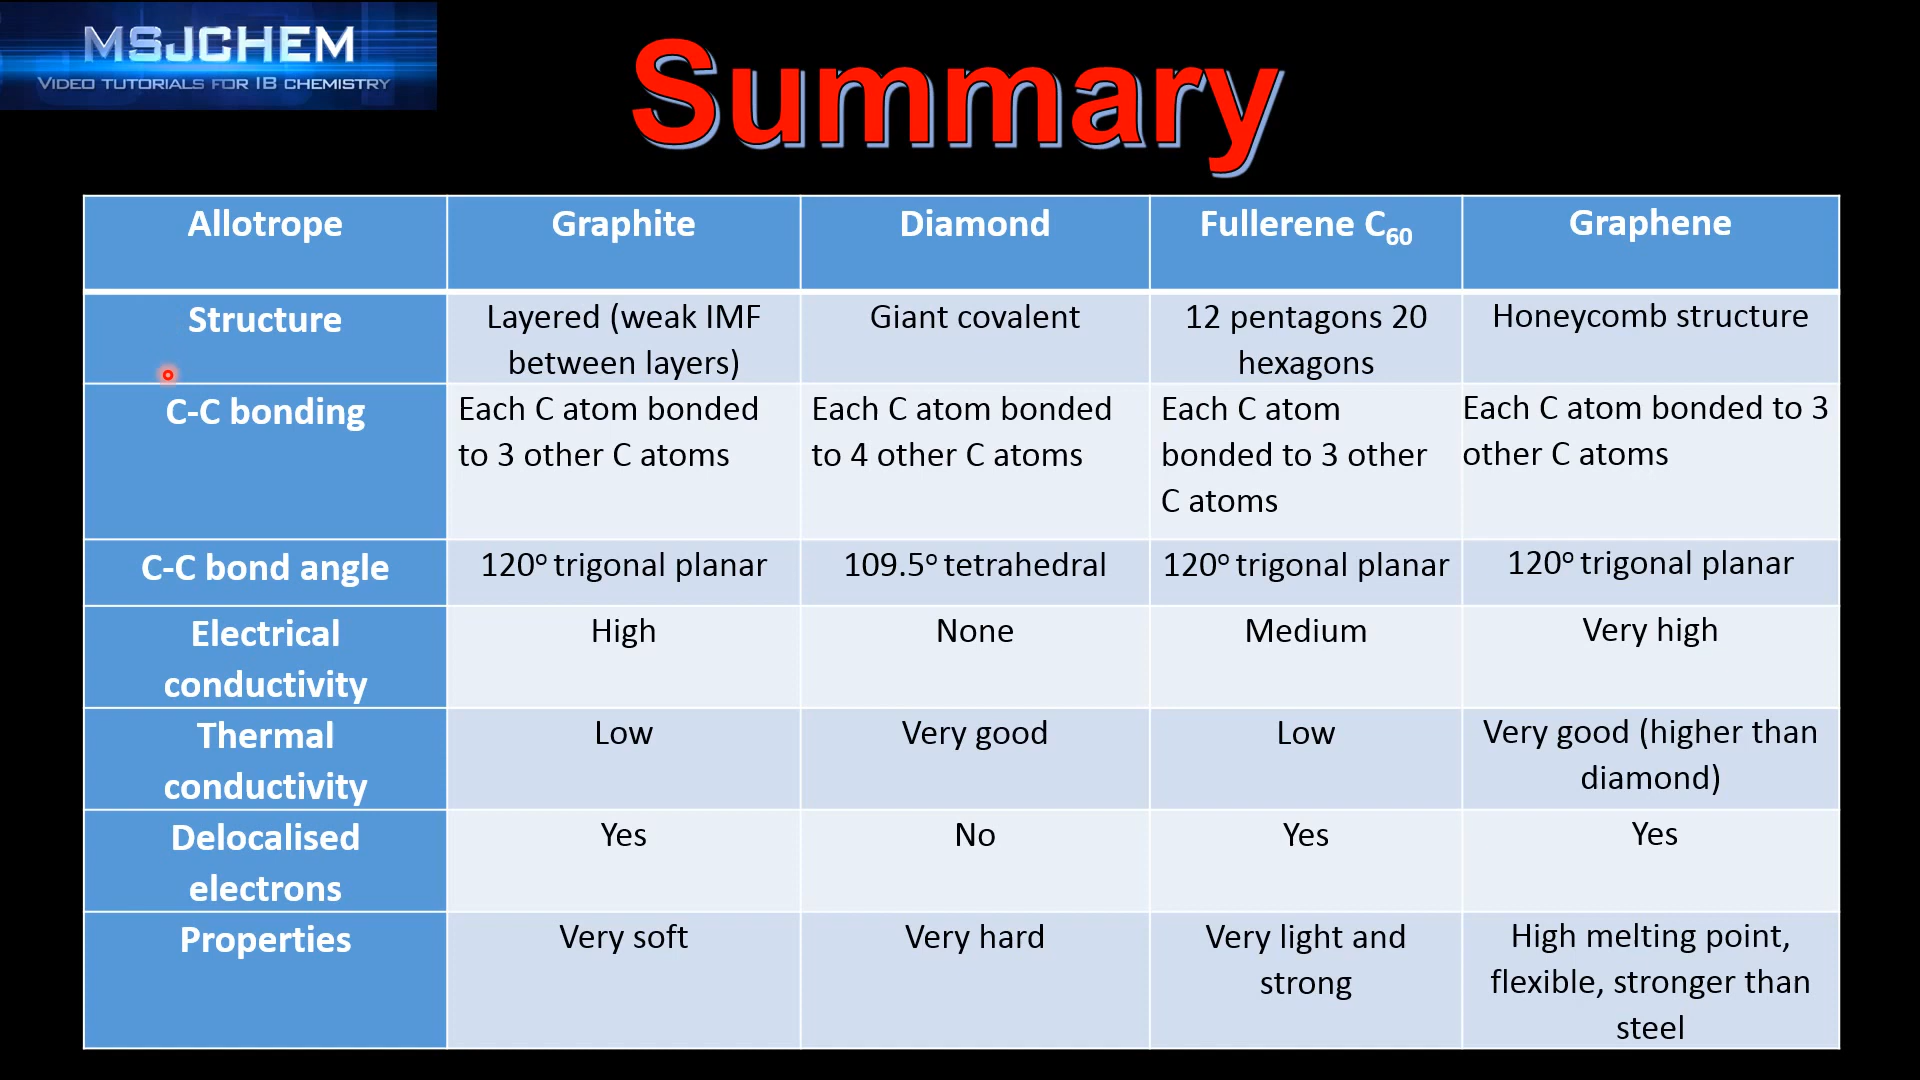 MSJCHEM
VIDEO TUTORIALS FOR IB CHEMISTRY
Summary
Allotrope
Graphite
Diamond
Fullerene C60
Graphene
Structure
Layered (weak IMF
between layers)
Giant covalent
12 pentagons 20
hexagons
Honeycomb structure
C-C bonding
Each C atom bonded
to 3 other C atoms
Each C atom bonded
to 4 other C atoms
Each C atom
bonded to 3 other
C atoms
Each C atom bonded to 3
other C atoms
C-C bond angle
120º trigonal planar
109.5º tetrahedral
120º trigonal planar
120º trigonal planar
Electrical
conductivity
High
None
Medium
Very high
Thermal
conductivity
Low
Very good
Low
Very good (higher than
diamond)
Delocalised
electrons
Yes
No
Yes
Yes
Properties
Very soft
Very hard
Very light and
strong
High melting point,
flexible, stronger than
steel